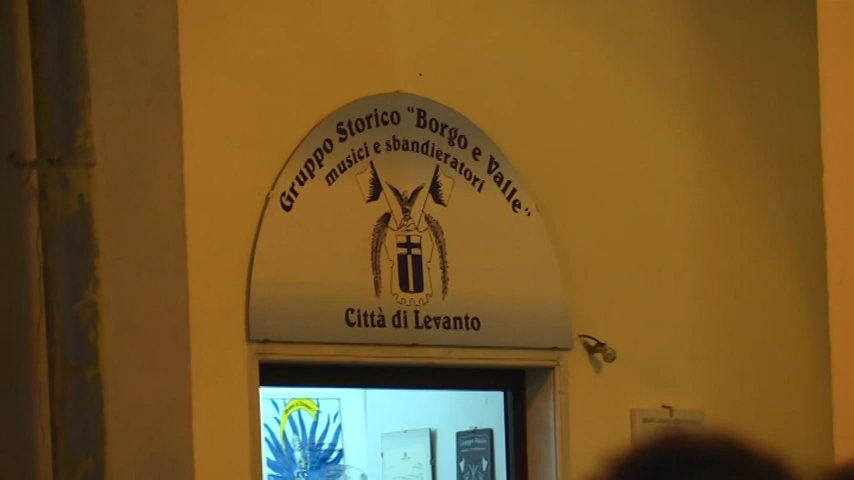 Gruppo Storico "Borgo e Valle"
musici e sbandieratori
Città di Levanto